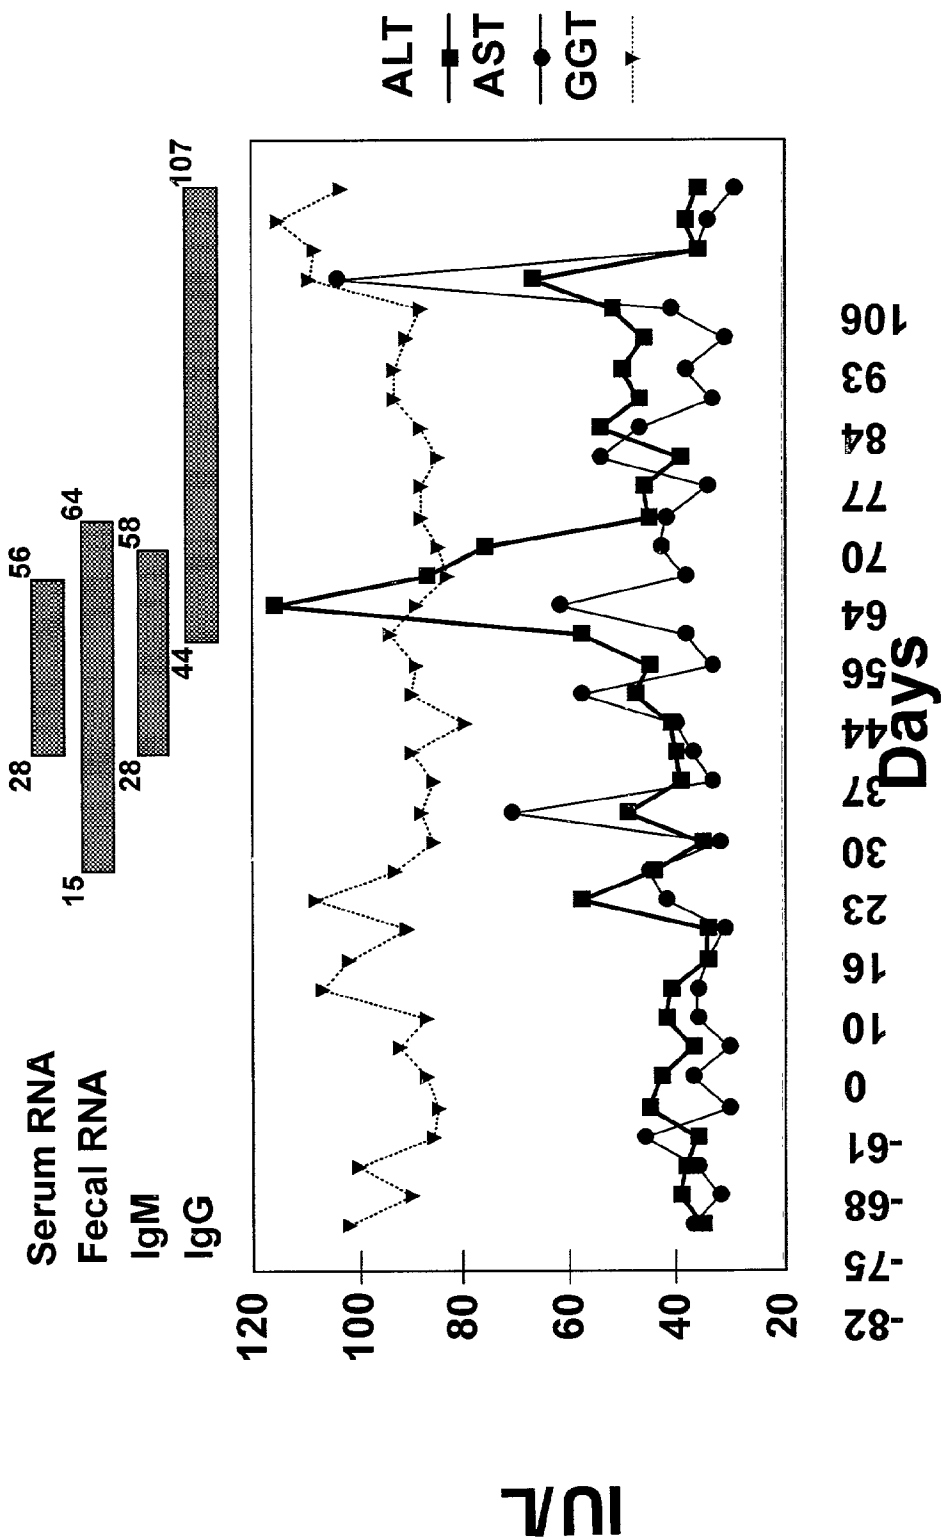 Serum RNA
28 56
Fecal RNA
15 64
IgM
28 58
IgG
44 107
ALT
AST
GGT
120
100
80
60
40
20
IU/L
-82 -75 -68 -61 0 10 16 23 30 37 44 56 64 70 77 84 93 106
Days